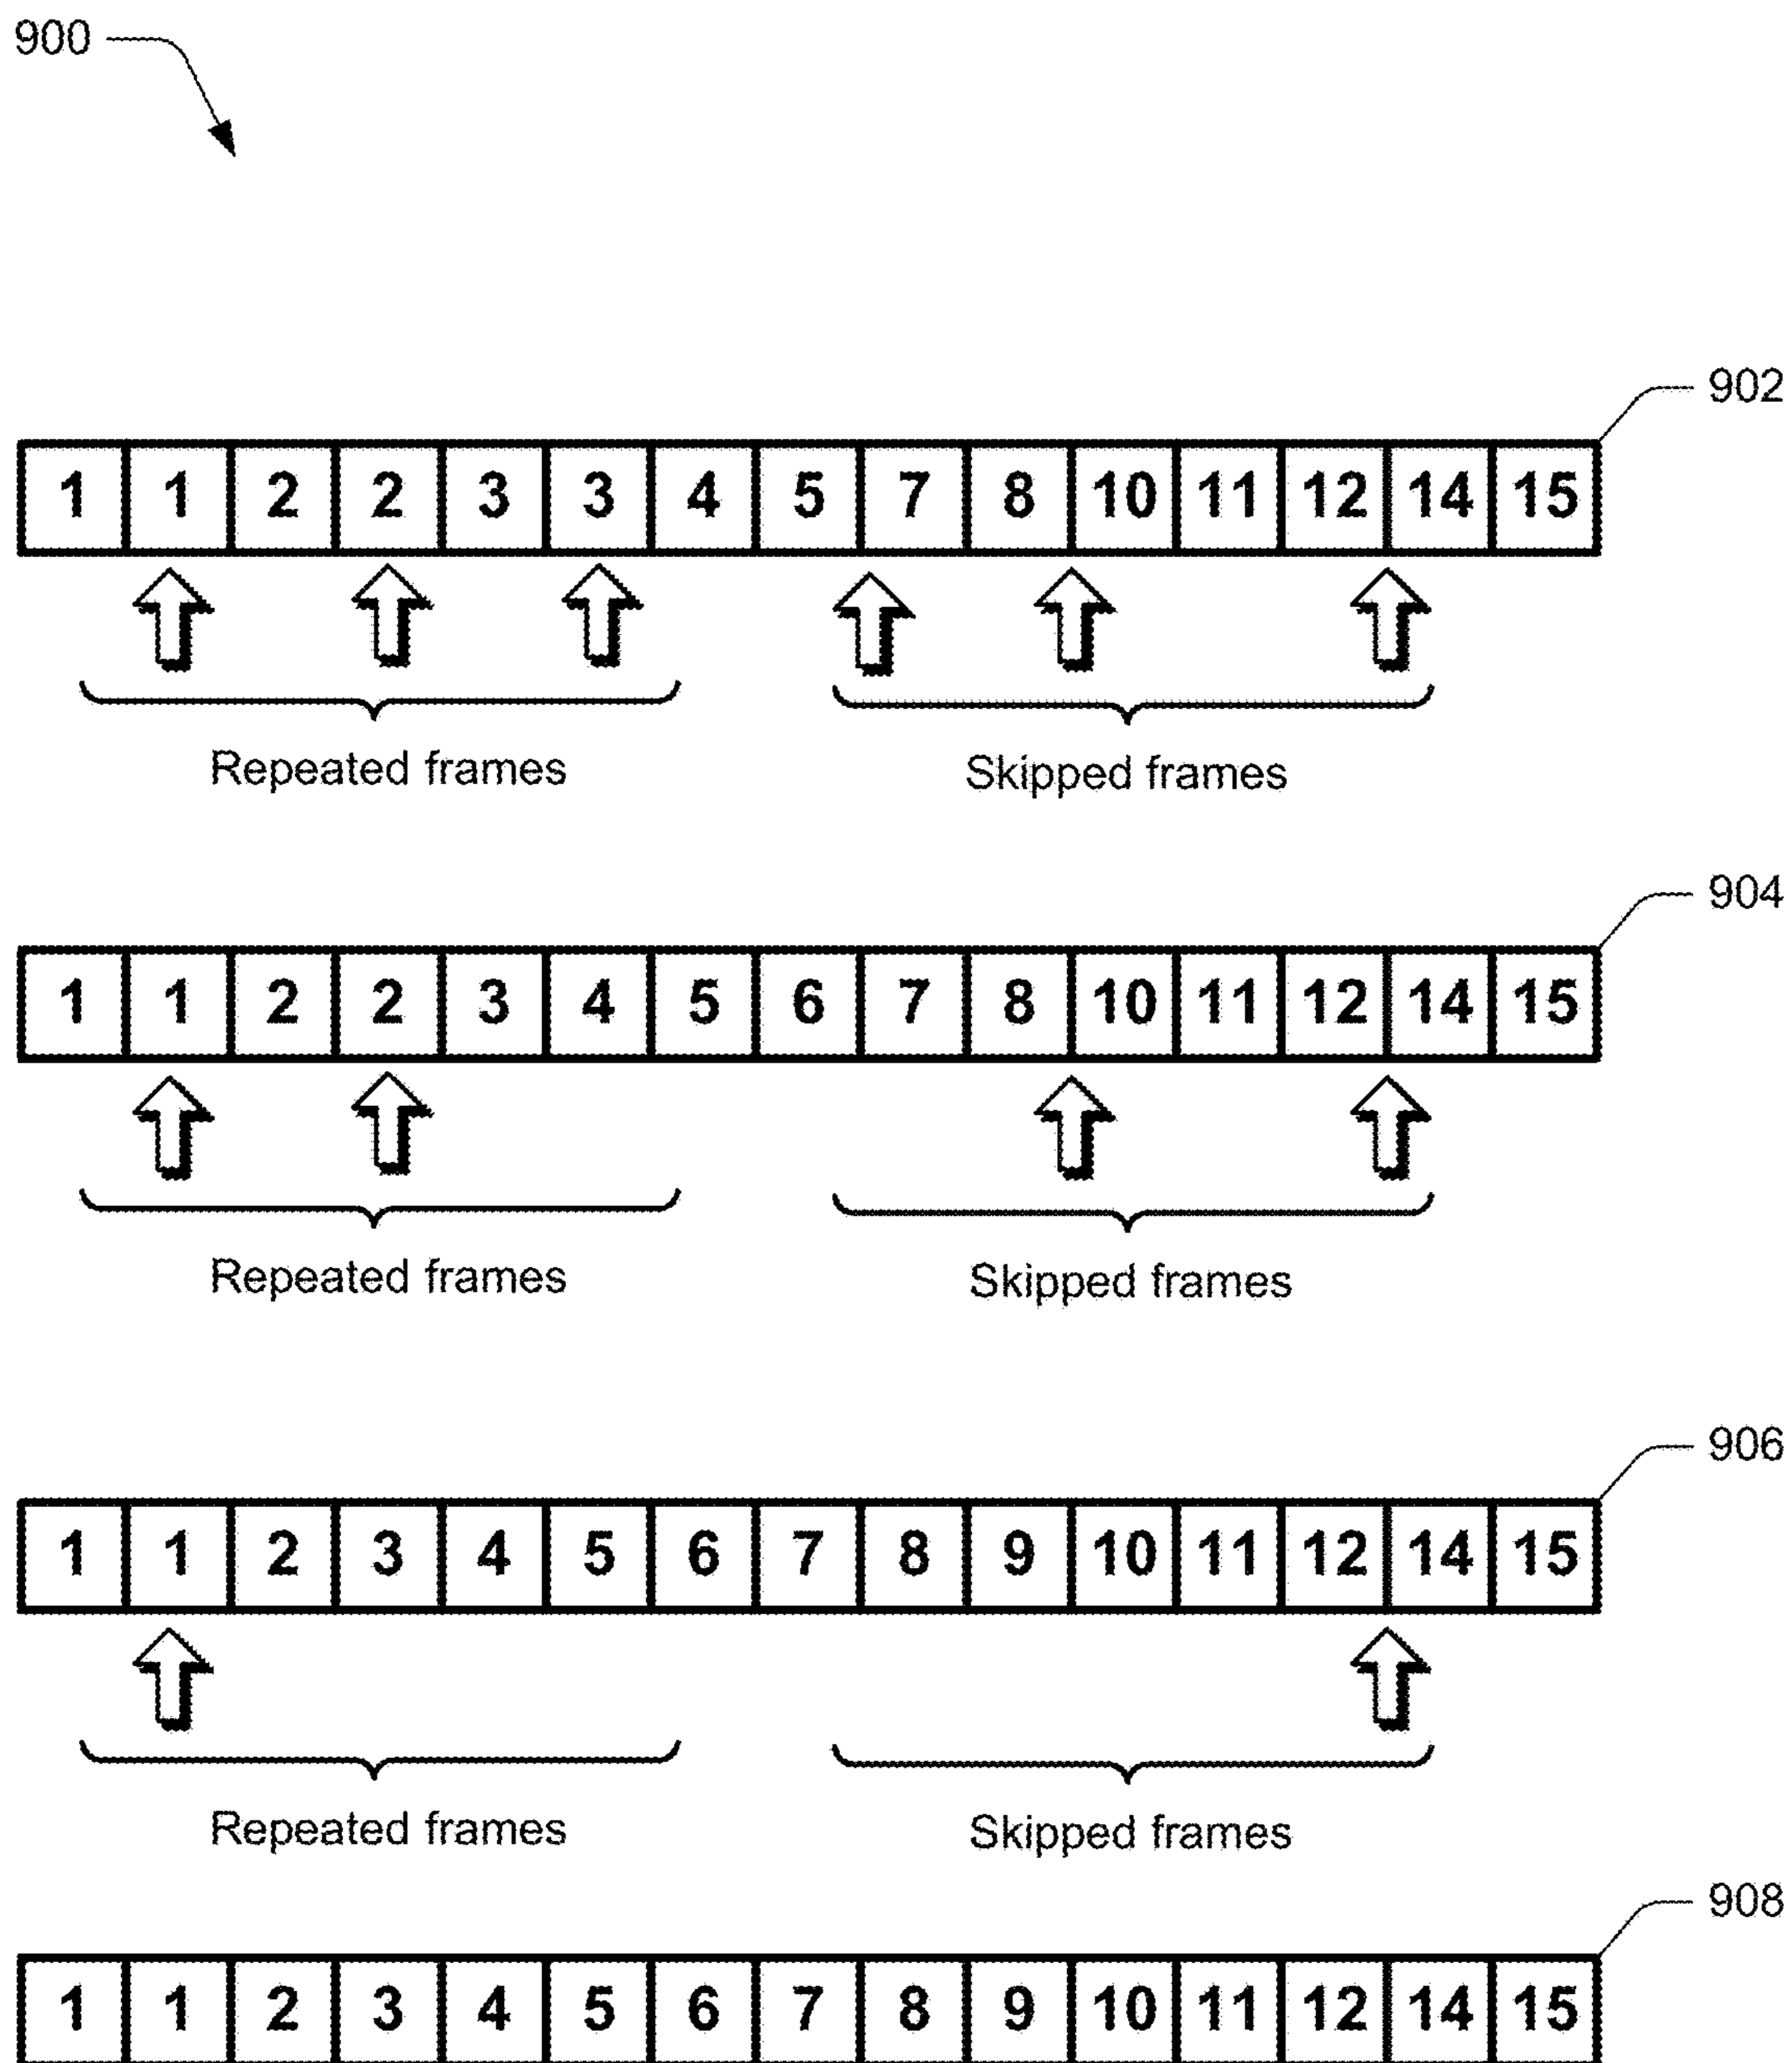 900
902
1 1 2 2 3 3 4 5 7 8 10 11 12 14 15
Repeated frames Skipped frames
904
1 1 2 2 3 4 5 6 7 8 10 11 12 14 15
Repeated frames Skipped frames
906
1 1 2 3 4 5 6 7 8 9 10 11 12 14 15
Repeated frames Skipped frames
908
1 1 2 3 4 5 6 7 8 9 10 11 12 14 15